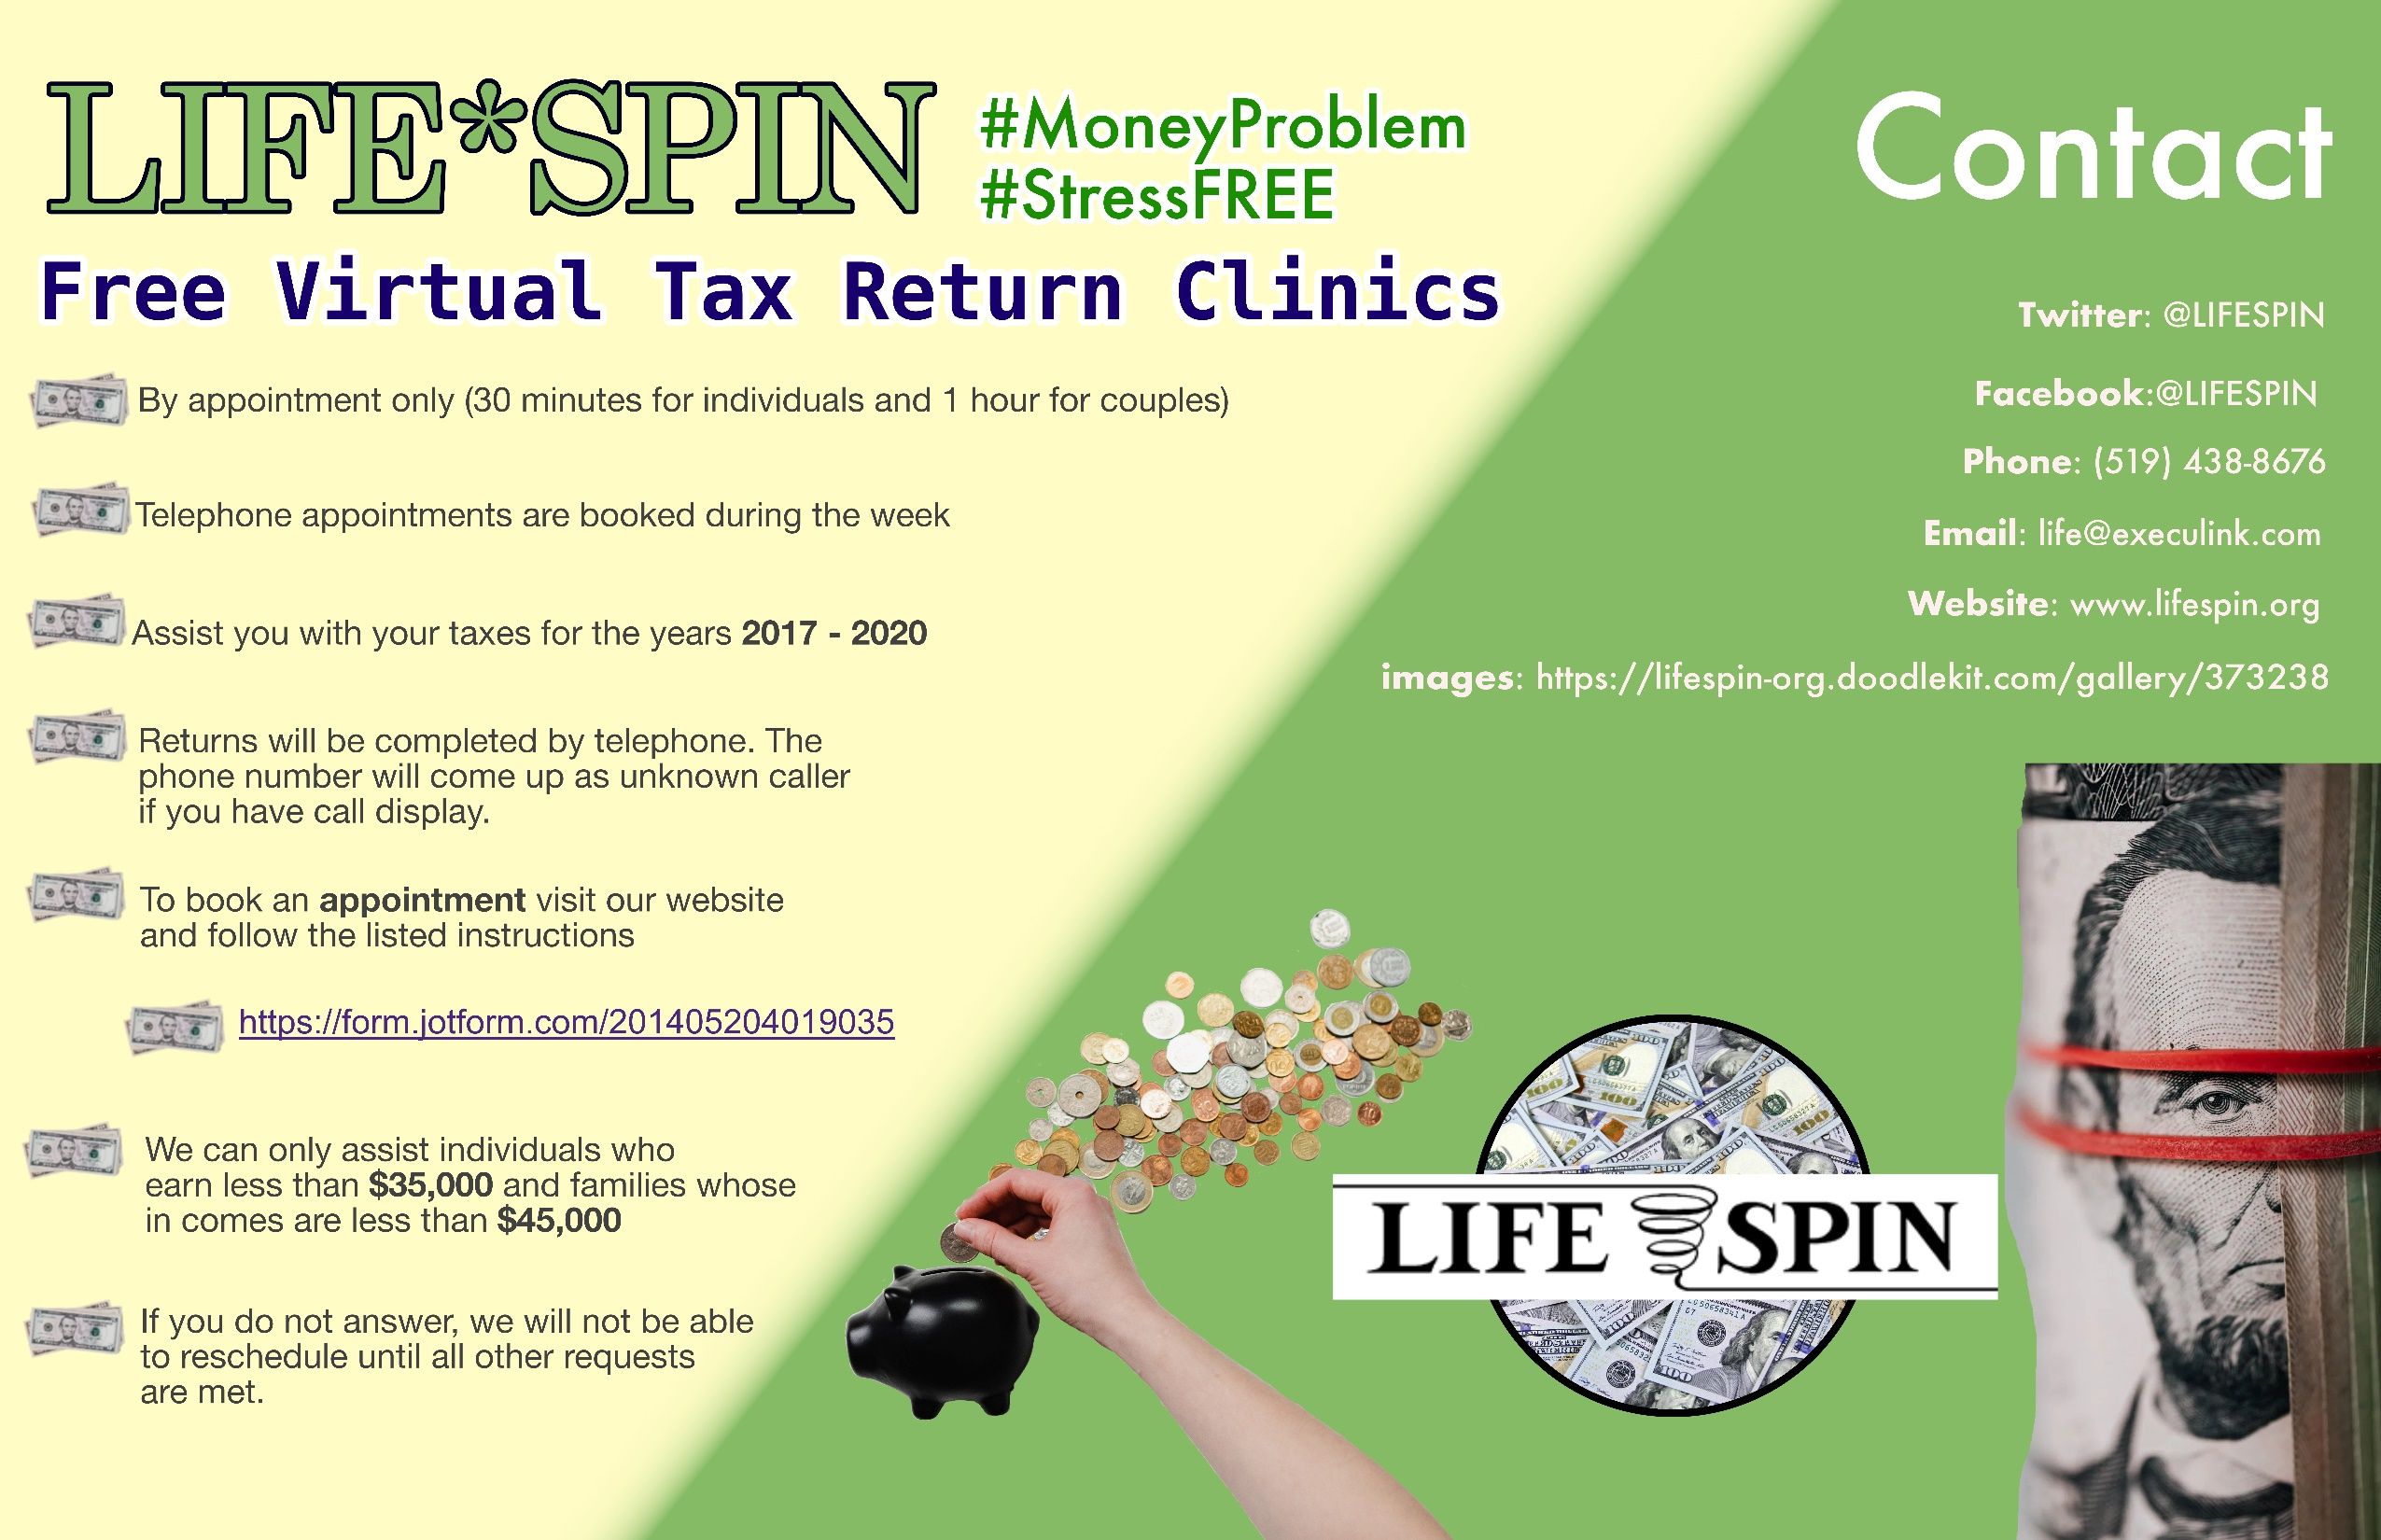 LIFE*SPIN
#MoneyProblem
#StressFREE
Free Virtual Tax Return Clinics
By appointment only (30 minutes for individuals and 1 hour for couples)
Telephone appointments are booked during the week
Assist you with your taxes for the years 2017 - 2020
Returns will be completed by telephone. The
phone number will come up as unknown caller
if you have call display.
To book an appointment visit our website
and follow the listed instructions
https://form.jotform.com/201405204019035
We can only assist individuals who
earn less than $35,000 and families whose
in comes are less than $45,000
If you do not answer, we will not be able
to reschedule until all other requests
are met.
Contact
Twitter: @LIFESPIN
Facebook:@LIFESPIN
Phone: (519) 438-8676
Email: life@execulink.com
Website: www.lifespin.org
images: https://lifespin-org.doodlekit.com/gallery/373238
LIFE SPIN